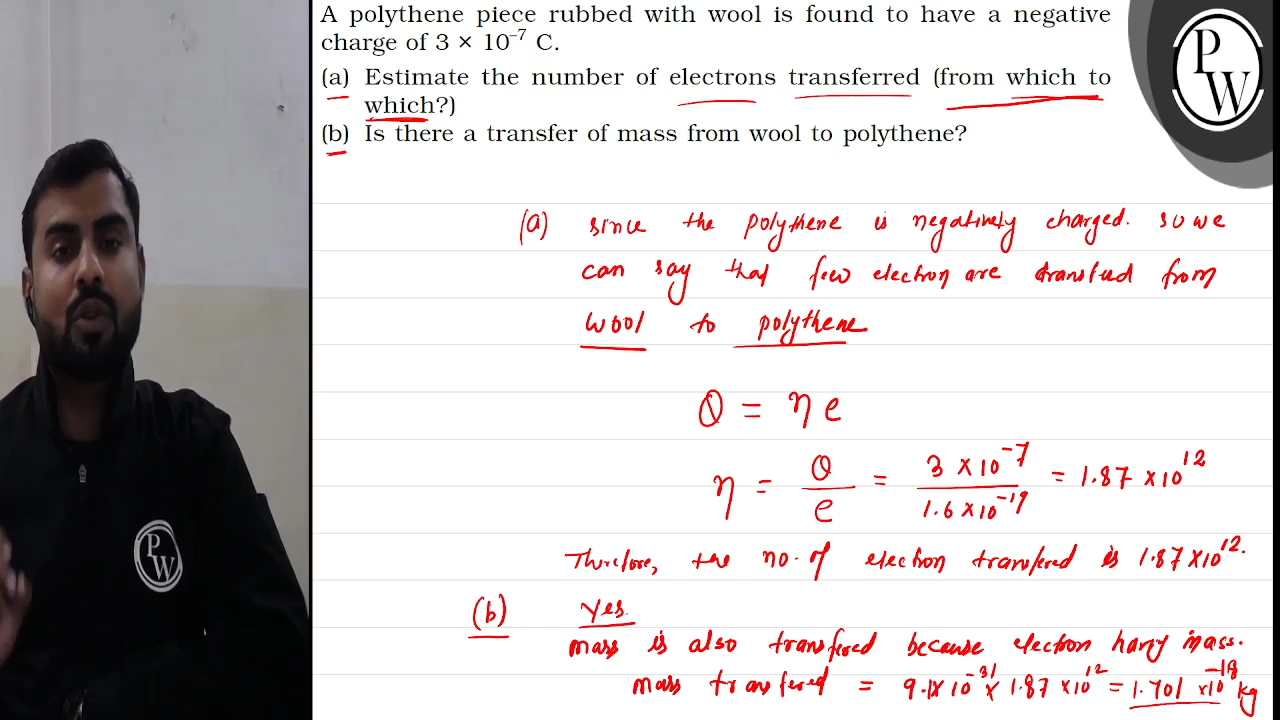 A polythene piece rubbed with wool is found to have a negative
charge of 3 × 10⁻⁷ C.
(a) Estimate the number of electrons transferred (from which to
which?)
(b) Is there a transfer of mass from wool to polythene?
PW
(a) since the polythene is negatively charged. so we
can say that few electron are transfed from
wool to polythene
Q = ηe
η = Q/e = 3 × 10⁻⁷ / 1.6 × 10⁻¹⁹ = 1.87 × 10¹²
Therefore, the no. of electron transfered is 1.87 × 10¹².
PW
(b) Yes.
mass is also transfered because electron having mass.
mass transfered = 9.1 × 10⁻³¹ × 1.87 × 10¹² = 1.701 × 10⁻¹⁸ kg